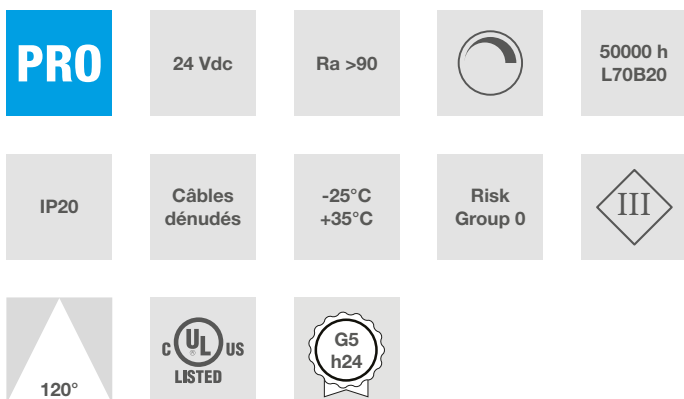 PRO
24 Vdc
Ra >90
50000 h
L70B20
IP20
Câbles
dénudés
-25°C
+35°C
Risk
Group 0
III
120°
C UL US
®
LISTED
G5
h24